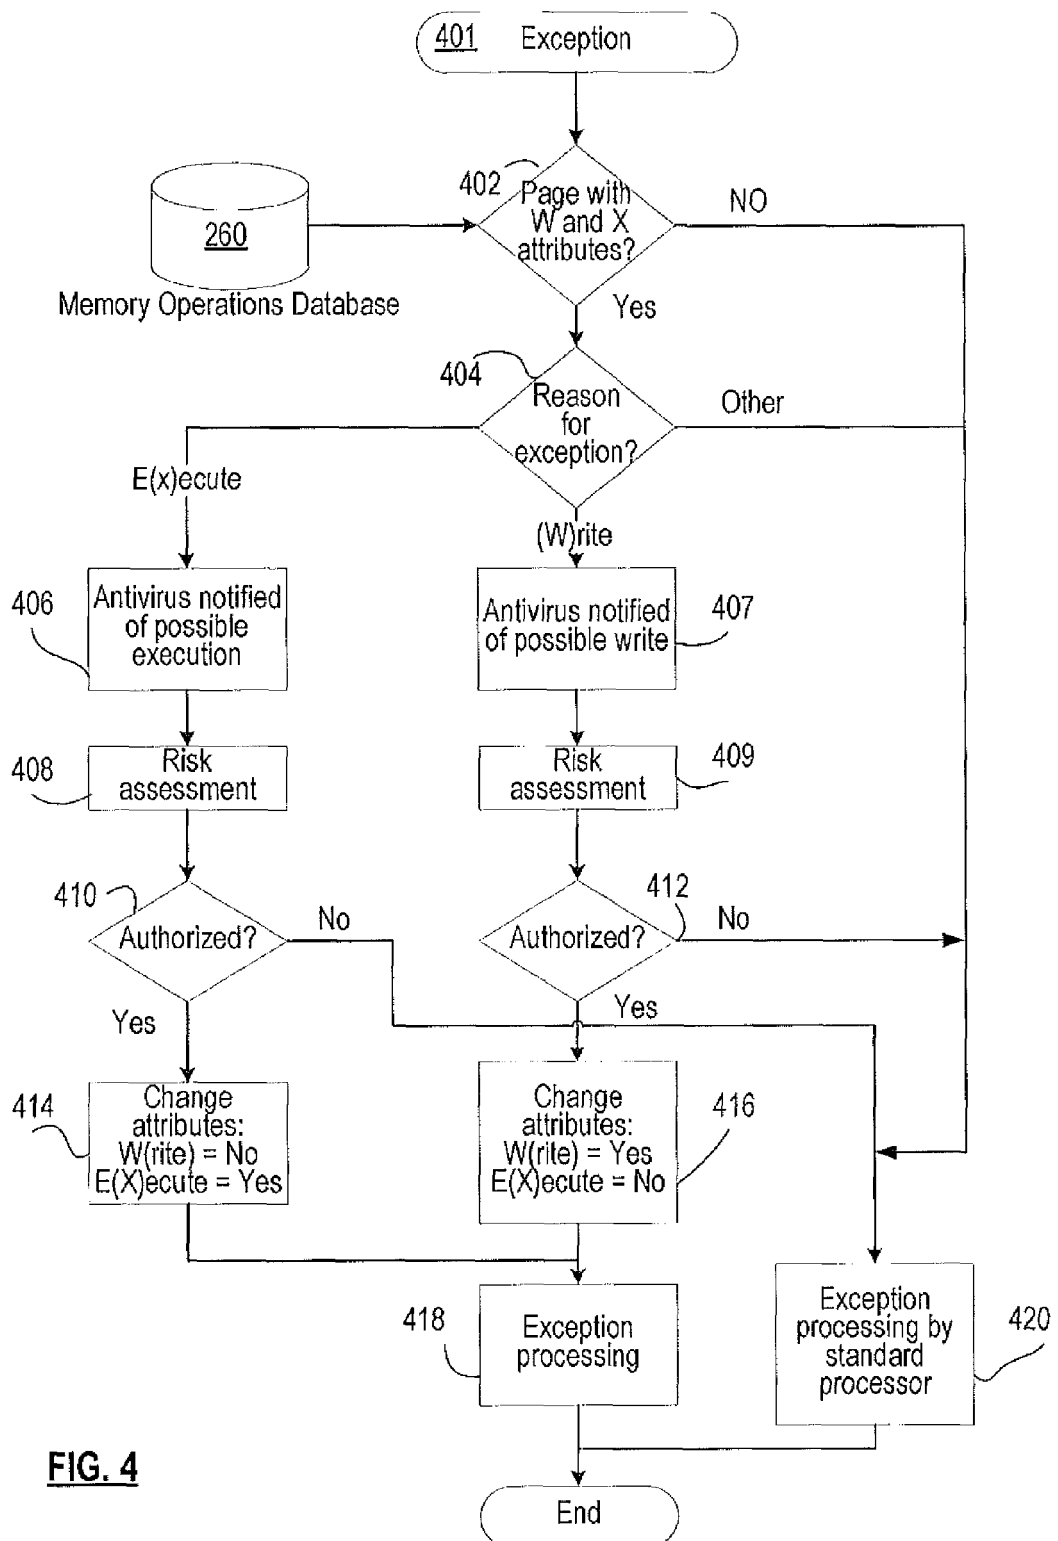 401 Exception
402
Page with
W and X
attributes?
NO
260
Memory Operations Database
Yes
404
Reason
for
exception?
Other
E(x)ecute
(W)rite
406
Antivirus notified
of possible
execution
Antivirus notified
of possible write
407
408
Risk
assessment
Risk
assessment
409
410
Authorized?
No
412
Authorized?
No
Yes
Yes
414
Change
attributes:
W(rite) = No
E(X)ecute = Yes
Change
attributes:
W(rite) = Yes
E(X)ecute = No
416
418
Exception
processing
Exception
processing by
standard
processor
420
FIG. 4
End